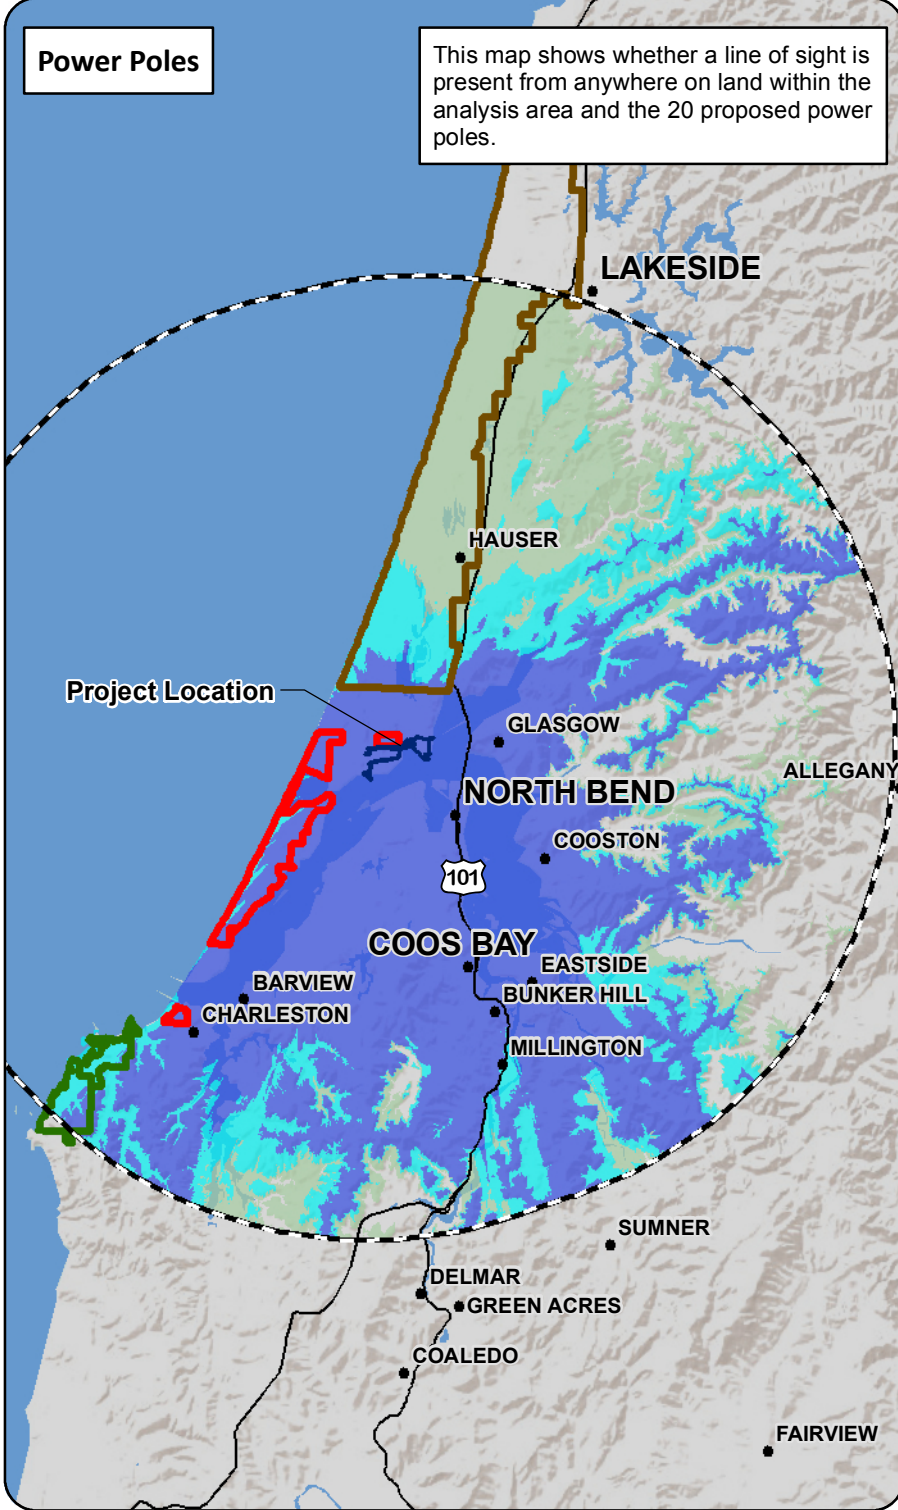 Power Poles
This map shows whether a line of sight is
present from anywhere on land within the
analysis area and the 20 proposed power
poles.
LAKESIDE
HAUSER
Project Location
GLASGOW
ALLEGANY
NORTH BEND
COOSTON
101
COOS BAY
EASTSIDE
BARVIEW
BUNKER HILL
CHARLESTON
MILLINGTON
SUMNER
DELMAR
GREEN ACRES
COALEDO
FAIRVIEW